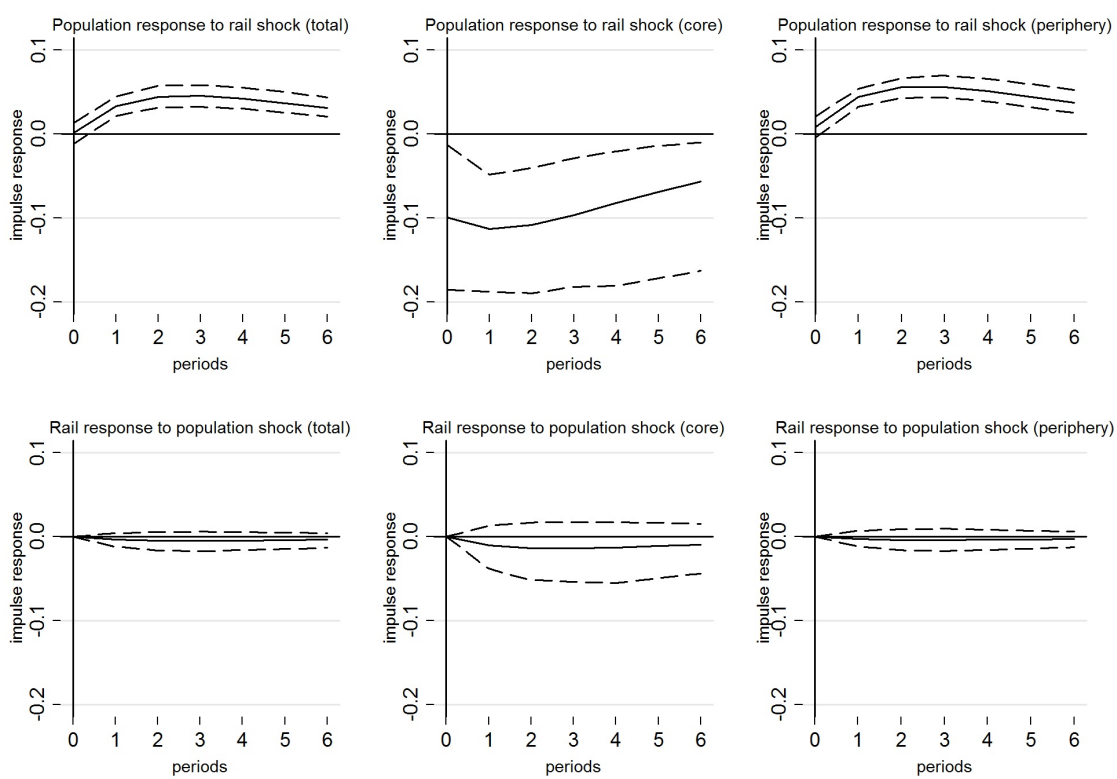 Population response to rail shock (total)
impulse response
0.1
0.0
-0.1
-0.2
0 1 2 3 4 5 6
periods
Population response to rail shock (core)
impulse response
0.1
0.0
-0.1
-0.2
0 1 2 3 4 5 6
periods
Population response to rail shock (periphery)
impulse response
0.1
0.0
-0.1
-0.2
0 1 2 3 4 5 6
periods
Rail response to population shock (total)
impulse response
0.1
0.0
-0.1
-0.2
0 1 2 3 4 5 6
periods
Rail response to population shock (core)
impulse response
0.1
0.0
-0.1
-0.2
0 1 2 3 4 5 6
periods
Rail response to population shock (periphery)
impulse response
0.1
0.0
-0.1
-0.2
0 1 2 3 4 5 6
periods